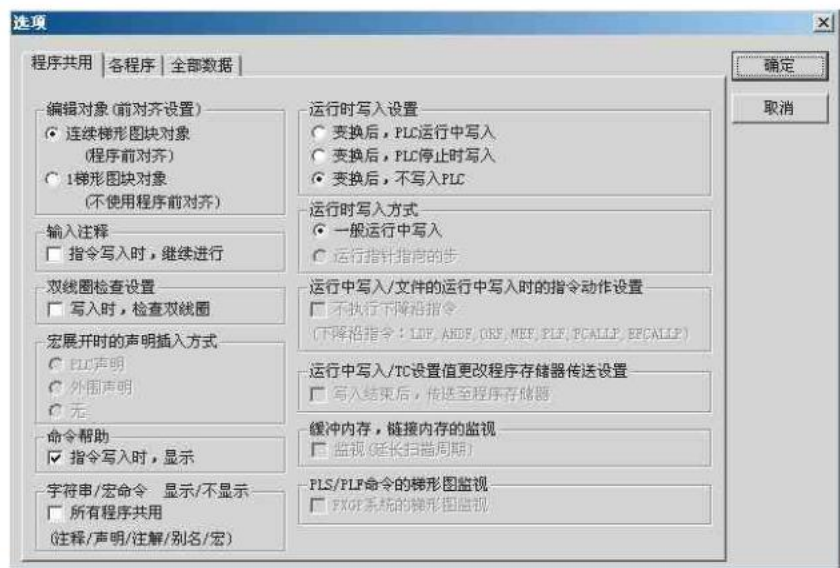 选项
程序共用 各程序 全部数据
确定
取消
编辑对象(前对齐设置)
连续梯形图块对象
(程序前对齐)
1梯形图块对象
(不使用程序前对齐)
输入注释
指令写入时，继续进行
双线圈检查设置
写入时，检查双线圈
宏展开时的声明插入方式
PLC声明
外围声明
无
命令帮助
指令写入时，显示
字符串/宏命令 显示/不显示
所有程序共用
(注释/声明/注解/别名/宏)
运行时写入设置
变换后，PLC运行中写入
变换后，PLC停止时写入
变换后，不写入PLC
运行时写入方式
一般运行中写入
运行指针指向的步
运行中写入/文件的运行中写入时的指令动作设置
不执行下降沿指令
(下降沿指令：LDF,ANDF,ORF,MEF,PLF,FCALLP,EFCALLP)
运行中写入/TC设置值更改程序存储器传送设置
写入结束后，传送至程序存储器
缓冲内存，链接内存的监视
监视(延长扫描周期)
PLS/PLF命令的梯形图监视
FXGP系统的梯形图监视